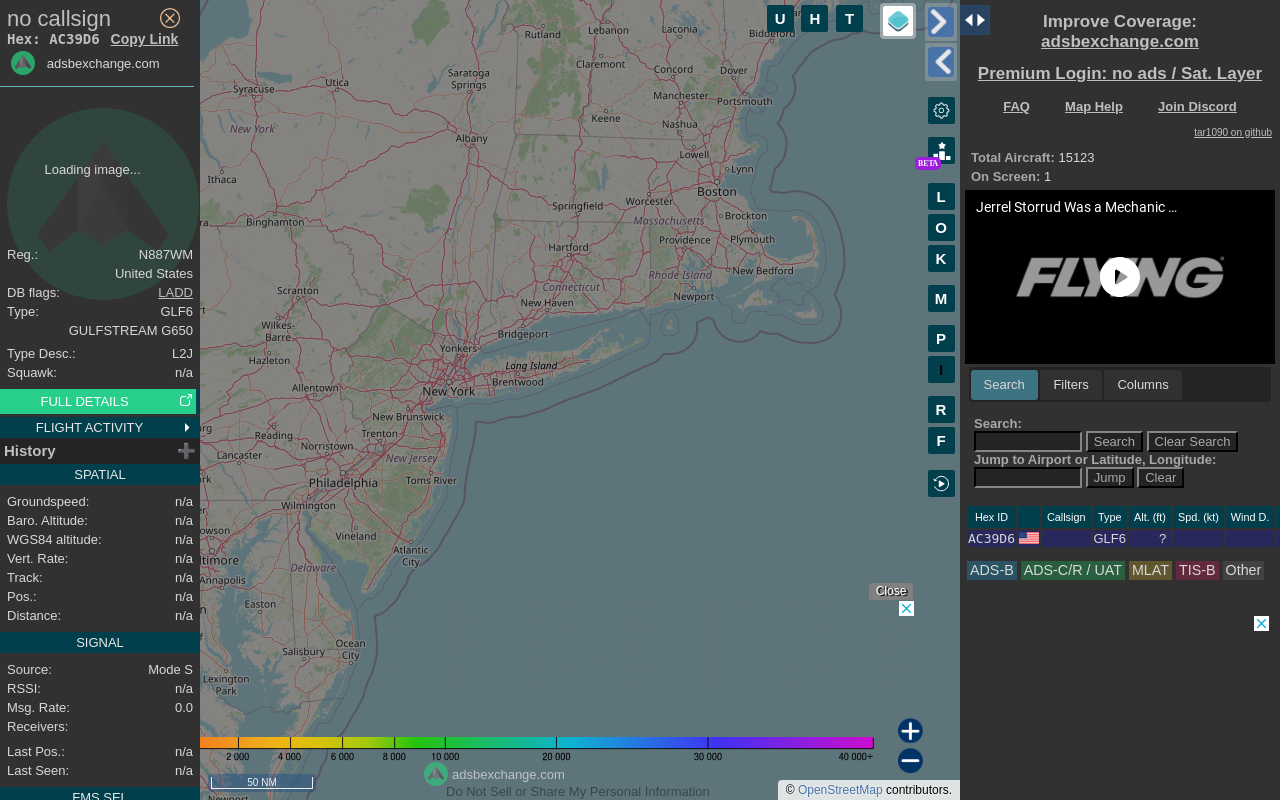 no callsign
Hex: AC39D6 Copy Link
adsbexchange.com
Loading image...
Reg.: N887WM
United States
DB flags: LADD
Type: GLF6
GULFSTREAM G650
Type Desc.: L2J
Squawk: n/a
FULL DETAILS
FLIGHT ACTIVITY
History
SPATIAL
Groundspeed: n/a
Baro. Altitude: n/a
WGS84 altitude: n/a
Vert. Rate: n/a
Track: n/a
Pos.: n/a
Distance: n/a
SIGNAL
Source: Mode S
RSSI: n/a
Msg. Rate: 0.0
Receivers:
Last Pos.: n/a
Last Seen: n/a
FMS SEL
U H T
BETA
L
O
K
M
P
I
R
F
Rutland
Lebanon
Laconia
Biddeford
Claremont
Concord
Dover
Utica
Saratoga
Springs
Syracuse
Manchester
Portsmouth
Keene
Nashua
New York
Albany
Lowell
Lynn
Ithaca
Boston
Worcester
Springfield
Massachusetts
Brockton
Binghamton
Hartford
Providence
Plymouth
Rhode Island
New Bedford
Connecticut
Newport
Scranton
New Haven
Wilkes-
Barre
Bridgeport
Yonkers
Hazleton
Long Island
Brentwood
Allentown
New York
New Brunswick
Reading
Trenton
Norristown
Lancaster
New Jersey
Philadelphia
Toms River
Wilmington
Vineland
Atlantic
City
Annapolis
Delaware
Easton
Ocean
City
Salisbury
Lexington
Park
Close
2 000 4 000 6 000 8 000 10 000 20 000 30 000 40 000+
50 NM
adsbexchange.com
Do Not Sell or Share My Personal Information
© OpenStreetMap contributors.
Improve Coverage:
adsbexchange.com
Premium Login: no ads / Sat. Layer
FAQ Map Help Join Discord
tar1090 on github
Total Aircraft: 15123
On Screen: 1
Jerrel Storrud Was a Mechanic …
FLYING
Search Filters Columns
Search:
Search Clear Search
Jump to Airport or Latitude, Longitude:
Jump Clear
Hex ID Callsign Type Alt. (ft) Spd. (kt) Wind D.
AC39D6 GLF6 ?
ADS-B ADS-C/R / UAT MLAT TIS-B Other